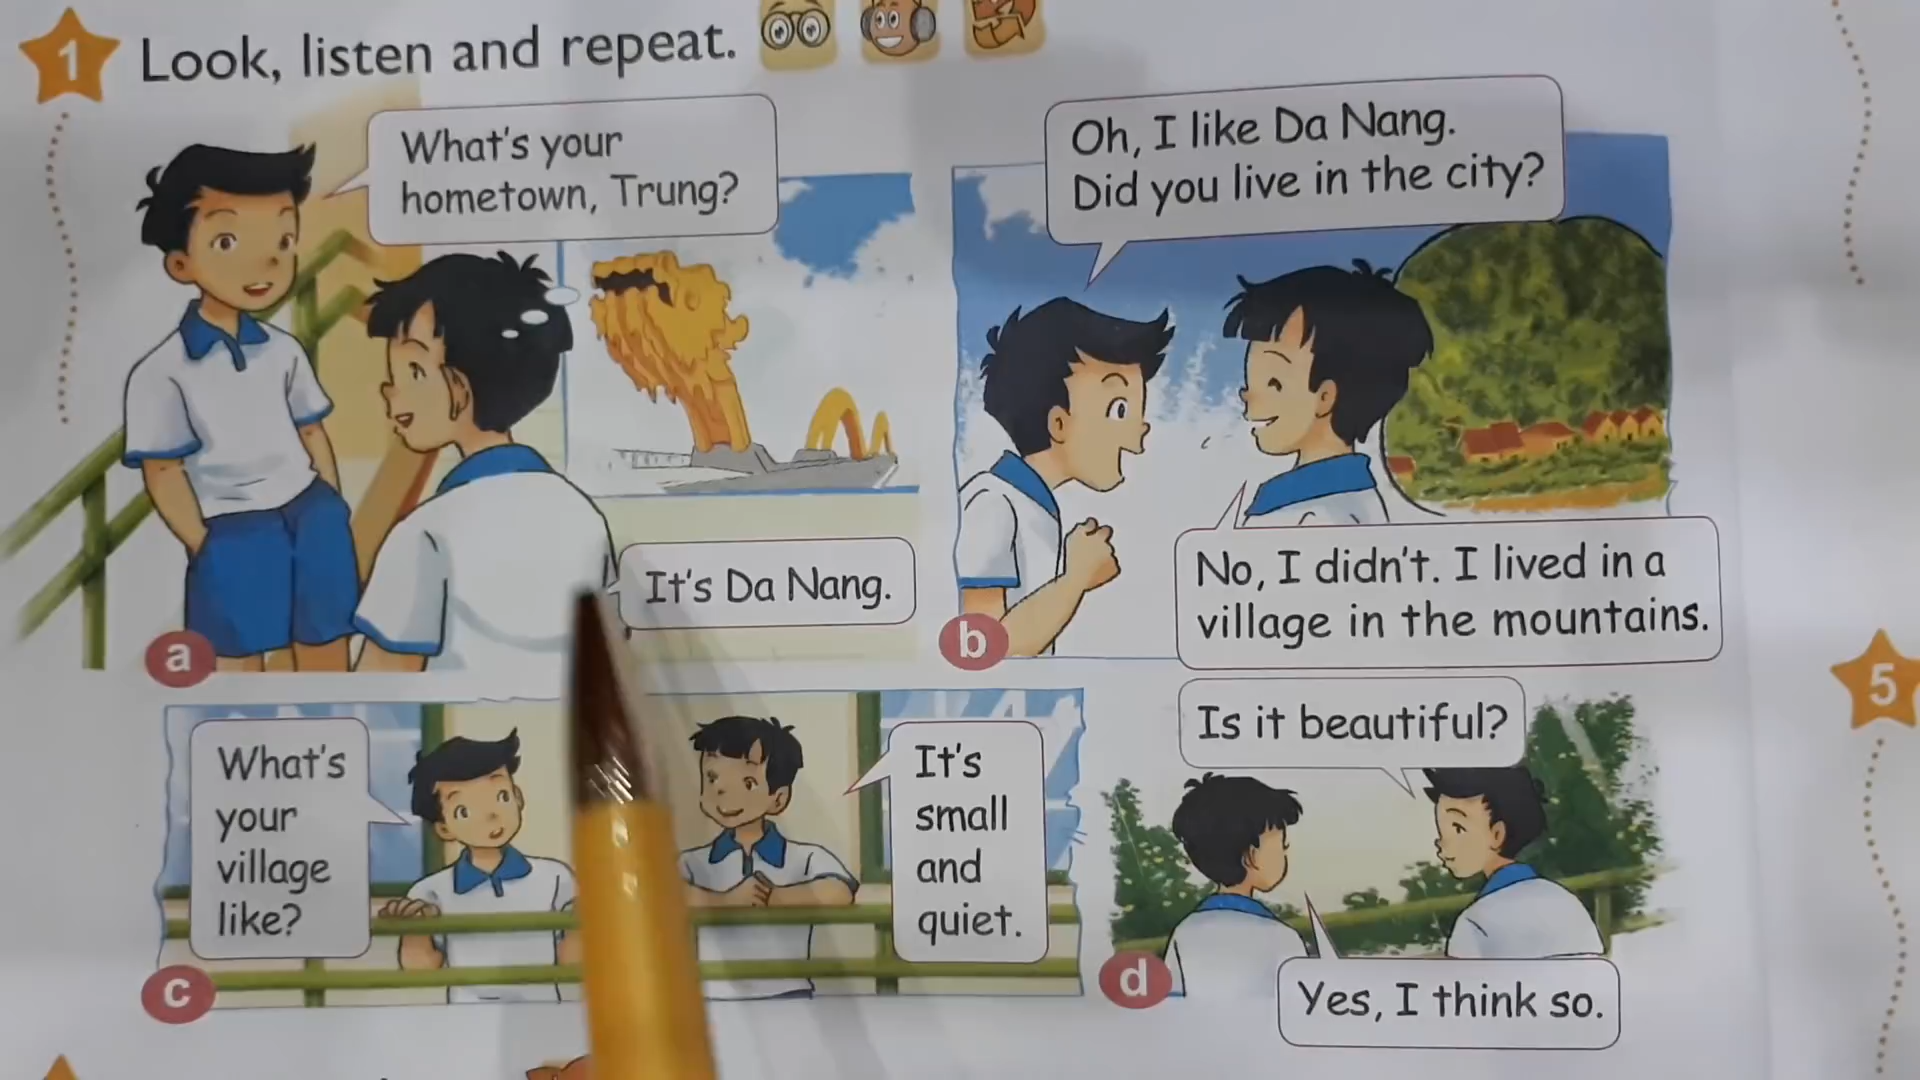 1 Look, listen and repeat.
What's your
hometown, Trung?
It's Da Nang.
a
Oh, I like Da Nang.
Did you live in the city?
No, I didn't. I lived in a
village in the mountains.
b
What's
your
village
like?
It's
small
and
quiet.
c
Is it beautiful?
Yes, I think so.
d
5